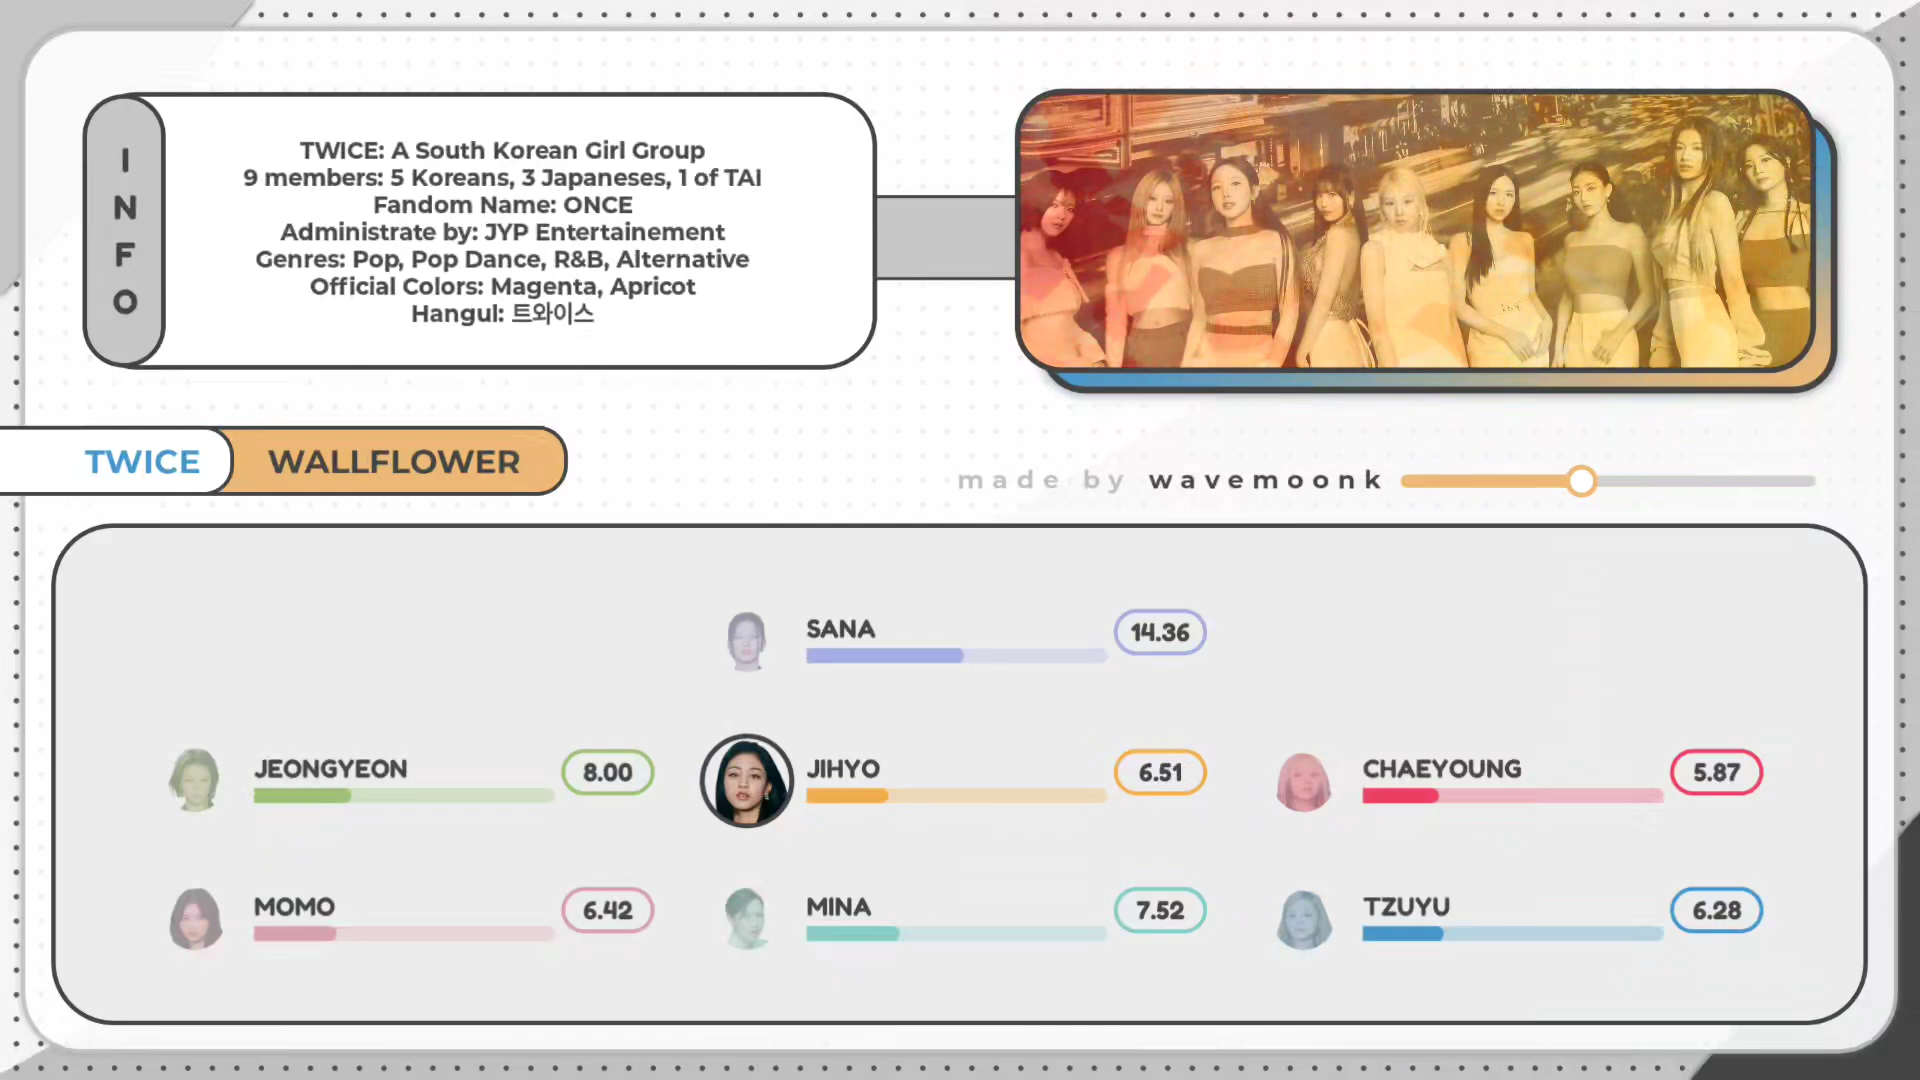 INFO
TWICE: A South Korean Girl Group
9 members: 5 Koreans, 3 Japaneses, 1 of TAI
Fandom Name: ONCE
Administrate by: JYP Entertainement
Genres: Pop, Pop Dance, R&B, Alternative
Official Colors: Magenta, Apricot
Hangul: 트와이스
TWICE WALLFLOWER
made by wavemoonk
SANA 14.36
JEONGYEON 8.00
JIHYO 6.51
CHAEYOUNG 5.87
MOMO 6.42
MINA 7.52
TZUYU 6.28